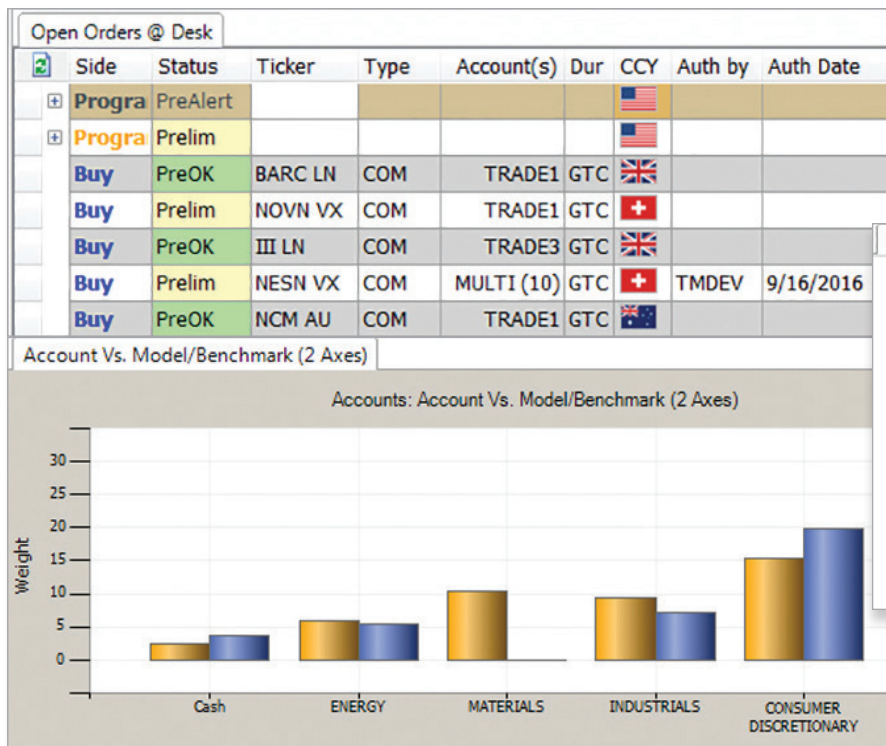 Open Orders @ Desk
Side Status Ticker Type Account(s) Dur CCY Auth by Auth Date
Progra PreAlert
Progra Prelim
Buy PreOK BARC LN COM TRADE1 GTC
Buy Prelim NOVN VX COM TRADE1 GTC
Buy PreOK III LN COM TRADE3 GTC
Buy Prelim NESN VX COM MULTI (10) GTC TMDEV 9/16/2016
Buy PreOK NCM AU COM TRADE1 GTC
Account Vs. Model/Benchmark (2 Axes)
Accounts: Account Vs. Model/Benchmark (2 Axes)
Weight
30
25
20
15
10
5
0
Cash ENERGY MATERIALS INDUSTRIALS CONSUMER
DISCRETIONARY